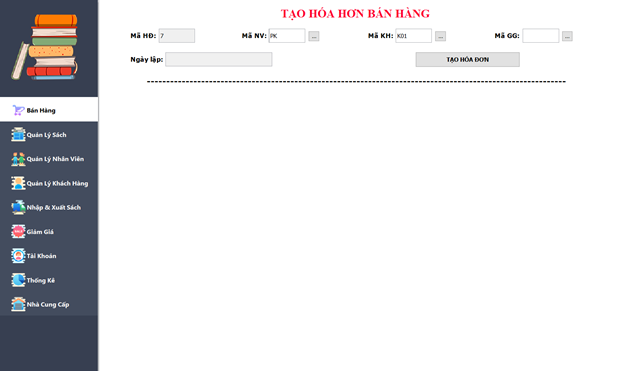 TẠO HÓA HƠN BÁN HÀNG
Mã HĐ: 7 Mã NV: PK ... Mã KH: K01 ... Mã GG: ...
Ngày lập: TẠO HÓA ĐƠN
Bán Hàng
Quản Lý Sách
Quản Lý Nhân Viên
Quản Lý Khách Hàng
Nhập & Xuất Sách
Giảm Giá
Tài Khoản
Thống Kê
Nhà Cung Cấp